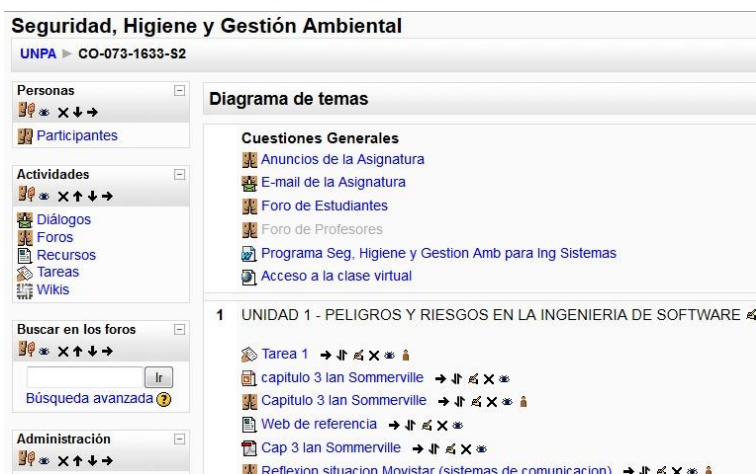 Seguridad, Higiene y Gestión Ambiental
UNPA ► CO-073-1633-S2
Personas
Participantes
Actividades
Diálogos
Foros
Recursos
Tareas
Wikis
Buscar en los foros
Ir
Búsqueda avanzada
Administración
Diagrama de temas
Cuestiones Generales
Anuncios de la Asignatura
E-mail de la Asignatura
Foro de Estudiantes
Foro de Profesores
Programa Seg, Higiene y Gestion Amb para Ing Sistemas
Acceso a la clase virtual
1 UNIDAD 1 - PELIGROS Y RIESGOS EN LA INGENIERIA DE SOFTWARE
Tarea 1
capitulo 3 Ian Sommerville
Capitulo 3 Ian Sommerville
Web de referencia
Cap 3 Ian Sommerville
Reflexion situacion Movistar (sistemas de comunicacion)